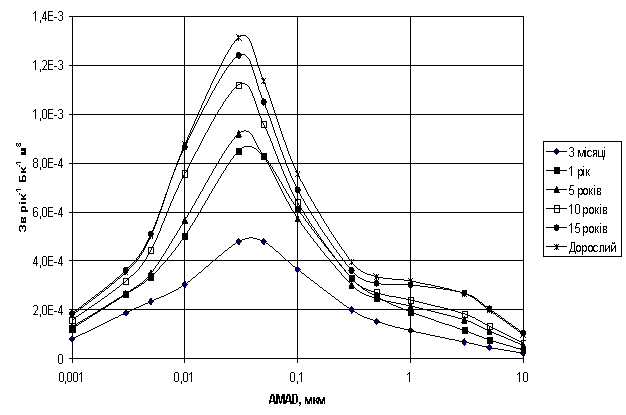 1,4E-3
1,2E-3
1,0E-3
8,0E-4
6,0E-4
4,0E-4
2,0E-4
0
Зв рік⁻¹ Бк⁻¹ м³
0,001 0,01 0,1 1 10
AMAD, мкм
3 місяці
1 рік
5 років
10 років
15 років
Дорослий